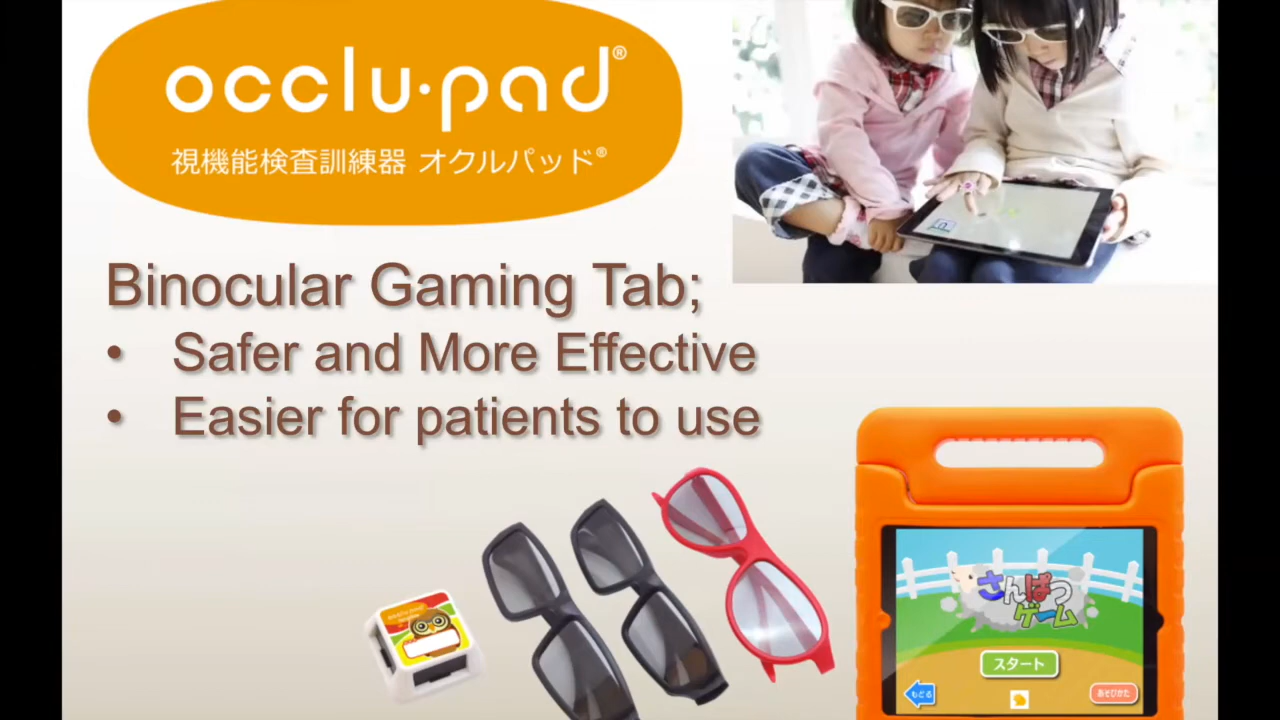 occlu·pad®
視機能検査訓練器 オクルパッド®
Binocular Gaming Tab;
• Safer and More Effective
• Easier for patients to use
さんぱつ
ゲーム
スタート
もどる
あそびかた